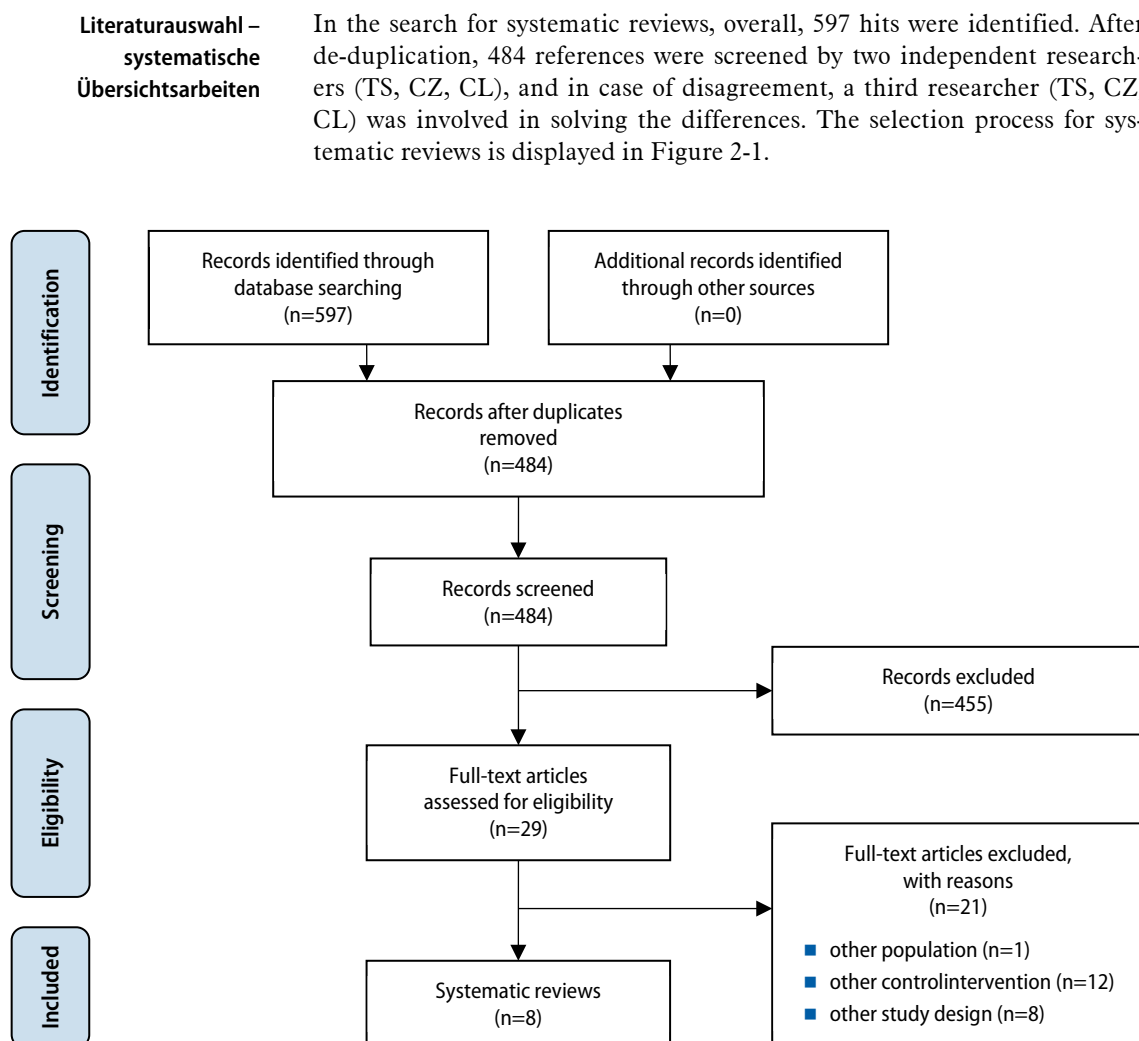 Literaturauswahl –
systematische
Übersichtsarbeiten
In the search for systematic reviews, overall, 597 hits were identified. After
de-duplication, 484 references were screened by two independent research-
ers (TS, CZ, CL), and in case of disagreement, a third researcher (TS, CZ
CL) was involved in solving the differences. The selection process for sys-
tematic reviews is displayed in Figure 2-1.
Identification
Records identified through
database searching
(n=597)
Additional records identified
through other sources
(n=0)
Records after duplicates
removed
(n=484)
Screening
Records screened
(n=484)
Records excluded
(n=455)
Eligibility
Full-text articles
assessed for eligibility
(n=29)
Full-text articles excluded,
with reasons
(n=21)
■ other population (n=1)
■ other controlintervention (n=12)
■ other study design (n=8)
Included
Systematic reviews
(n=8)